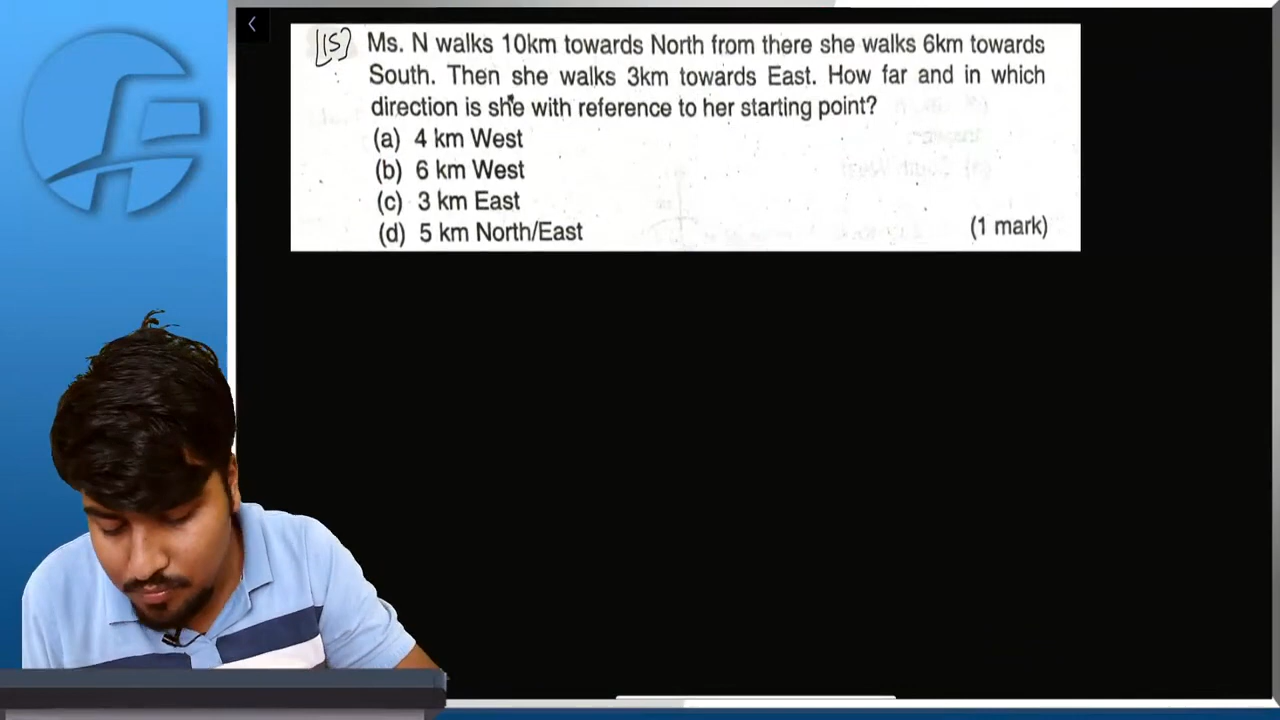 [15] Ms. N walks 10km towards North from there she walks 6km towards
South. Then she walks 3km towards East. How far and in which
direction is she with reference to her starting point?
(a) 4 km West
(b) 6 km West
(c) 3 km East
(d) 5 km North/East (1 mark)